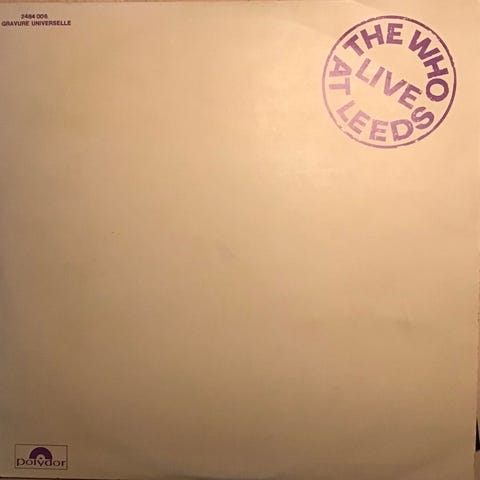 2484 006
GRAVURE UNIVERSELLE
THE WHO
LIVE
AT LEEDS
polydor